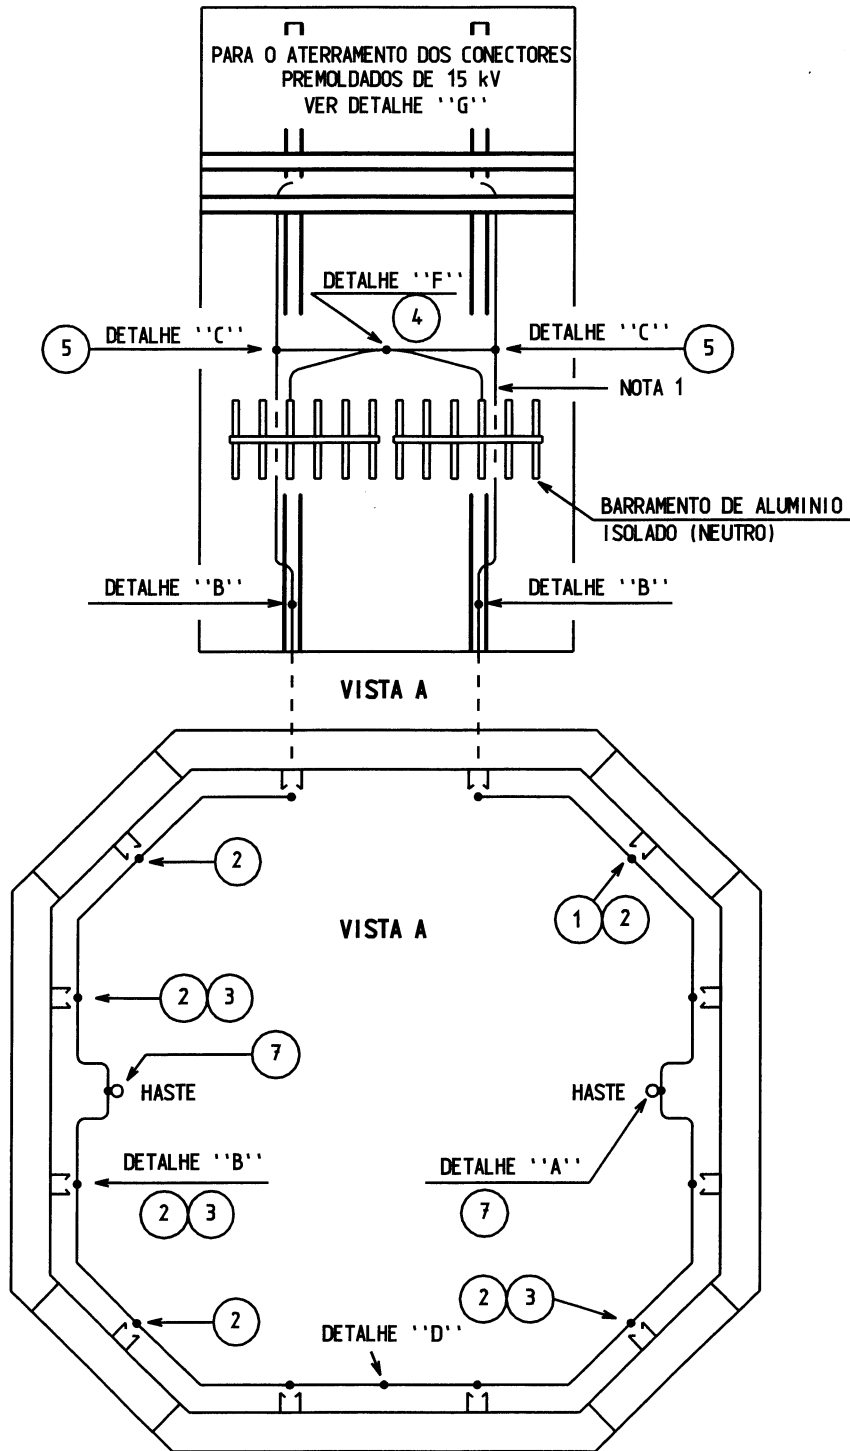 PARA O ATERRAMENTO DOS CONECTORES
PREMOLDADOS DE 15 kV
VER DETALHE ''G''
DETALHE ''F''
4
5
DETALHE ''C''
DETALHE ''C''
5
NOTA 1
BARRAMENTO DE ALUMINIO
ISOLADO (NEUTRO)
DETALHE ''B''
DETALHE ''B''
VISTA A
2
1 2
VISTA A
2 3
7
HASTE
HASTE
DETALHE ''B''
2 3
DETALHE ''A''
7
2 3
2
DETALHE ''D''